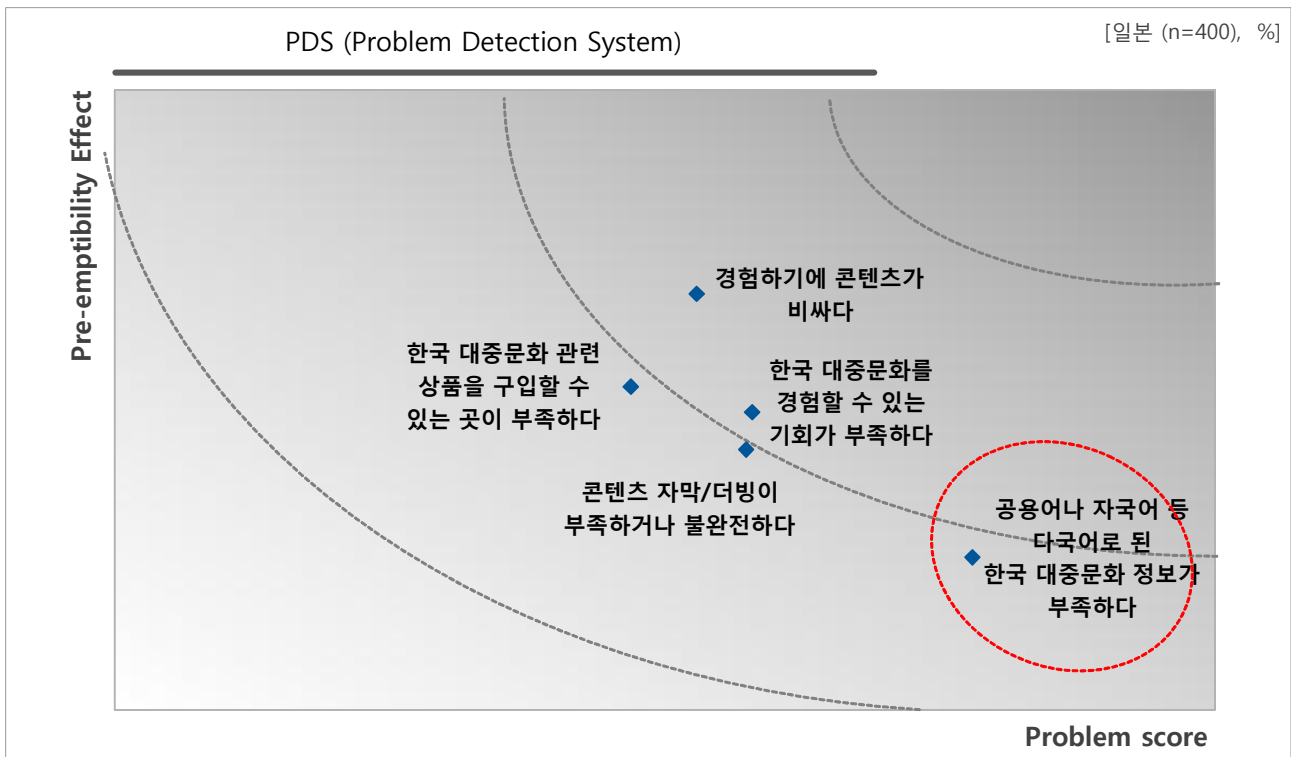 PDS (Problem Detection System)
[일본 (n=400), %]
Pre-emptibility Effect
경험하기에 콘텐츠가
비싸다
한국 대중문화 관련
상품을 구입할 수
있는 곳이 부족하다
한국 대중문화를
경험할 수 있는
기회가 부족하다
콘텐츠 자막/더빙이
부족하거나 불완전하다
공용어나 자국어 등
다국어로 된
한국 대중문화 정보가
부족하다
Problem score